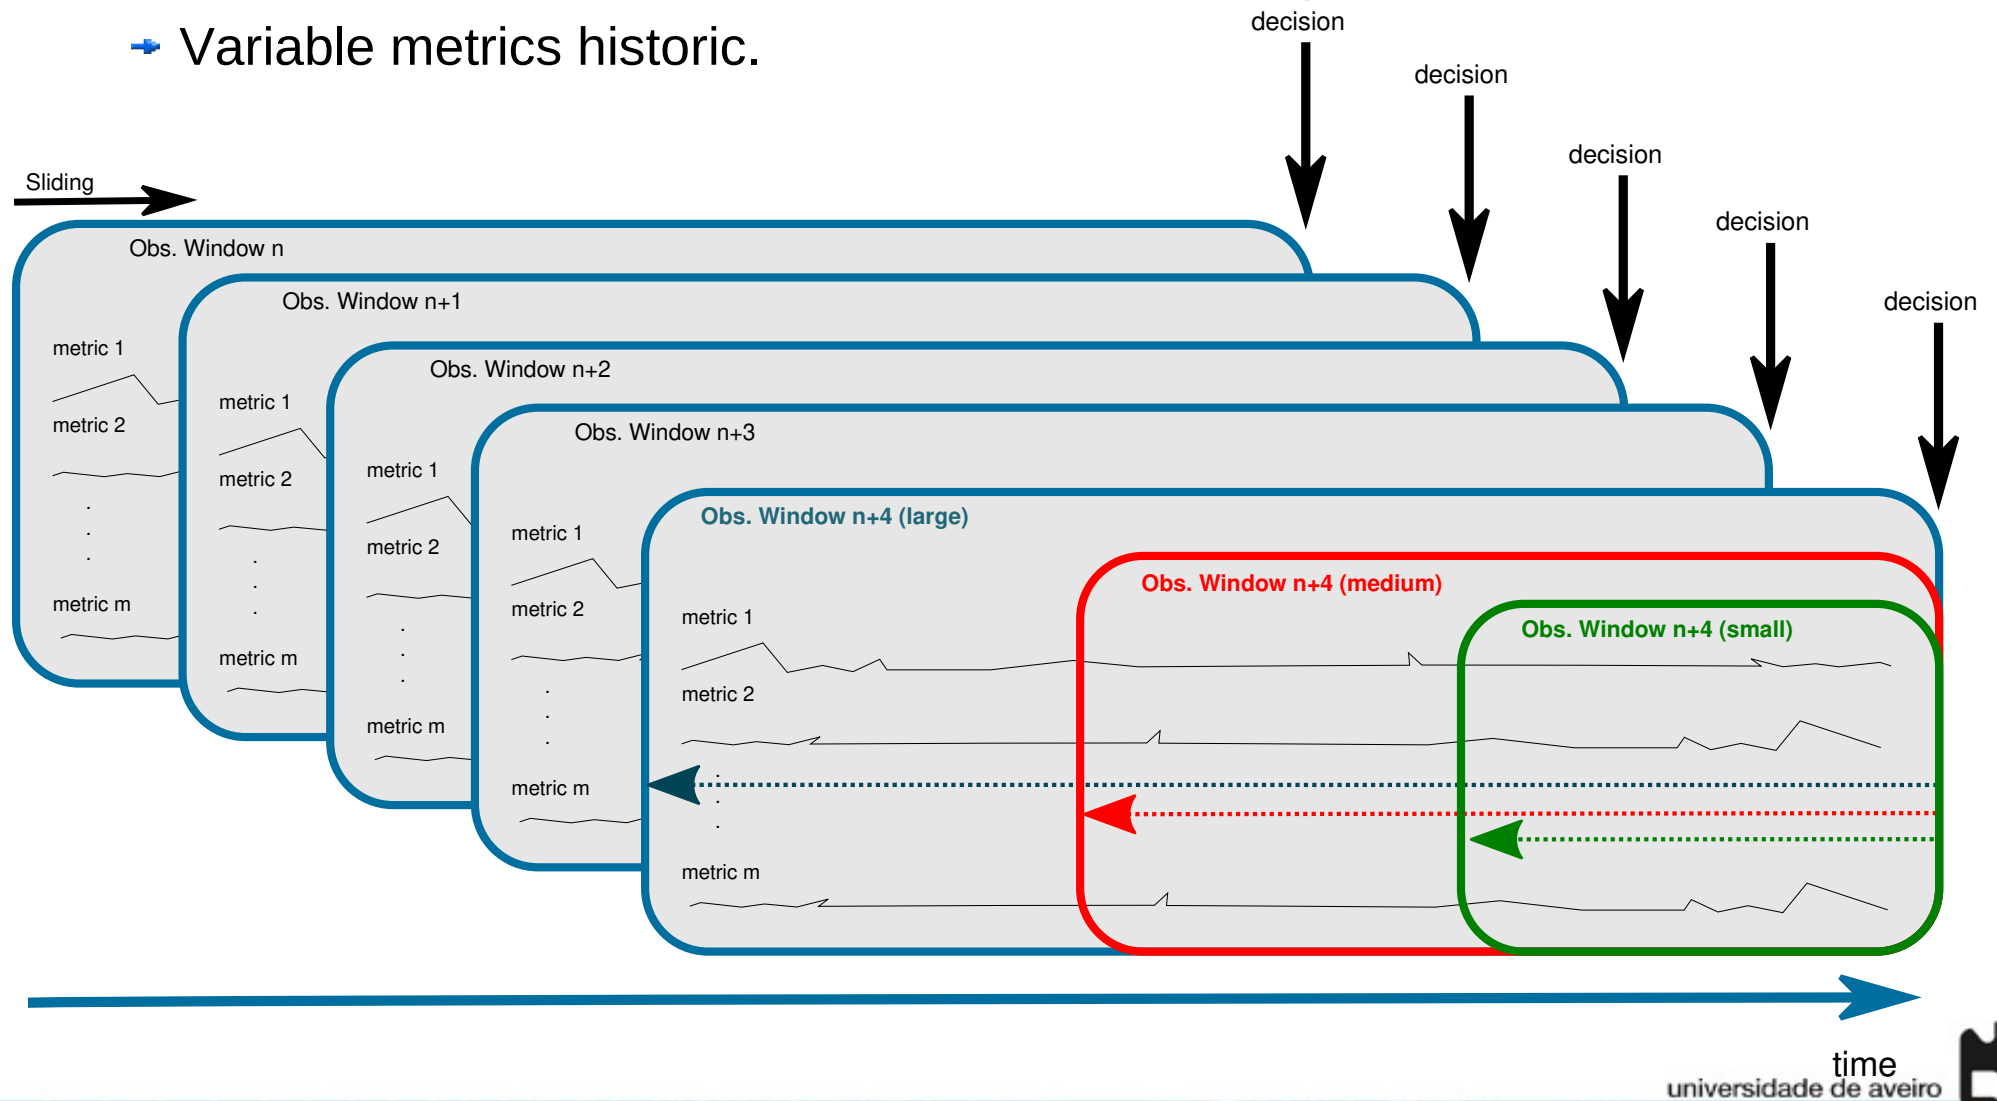 Variable metrics historic.
decision
decision
decision
decision
decision
Sliding
Obs. Window n
metric 1
metric 2
.
.
.
metric m
Obs. Window n+1
metric 1
metric 2
.
.
.
metric m
Obs. Window n+2
metric 1
metric 2
.
.
.
metric m
Obs. Window n+3
metric 1
metric 2
.
.
.
metric m
Obs. Window n+4 (large)
Obs. Window n+4 (medium)
Obs. Window n+4 (small)
metric 1
metric 2
.
.
.
metric m
time
universidade de aveiro